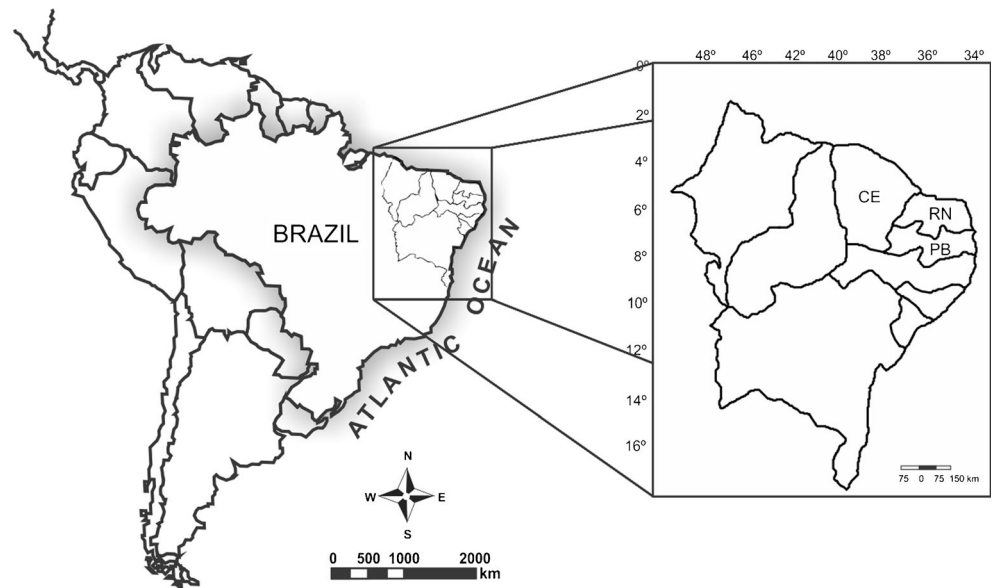 48º 46º 42º 40º 38º 36º 34º
0º
2º
4º
6º
8º
10º
12º
14º
16º
CE
RN
PB
75 0 75 150 km
BRAZIL
ATLANTIC OCEAN
N
W E
S
0 500 1000 2000
km